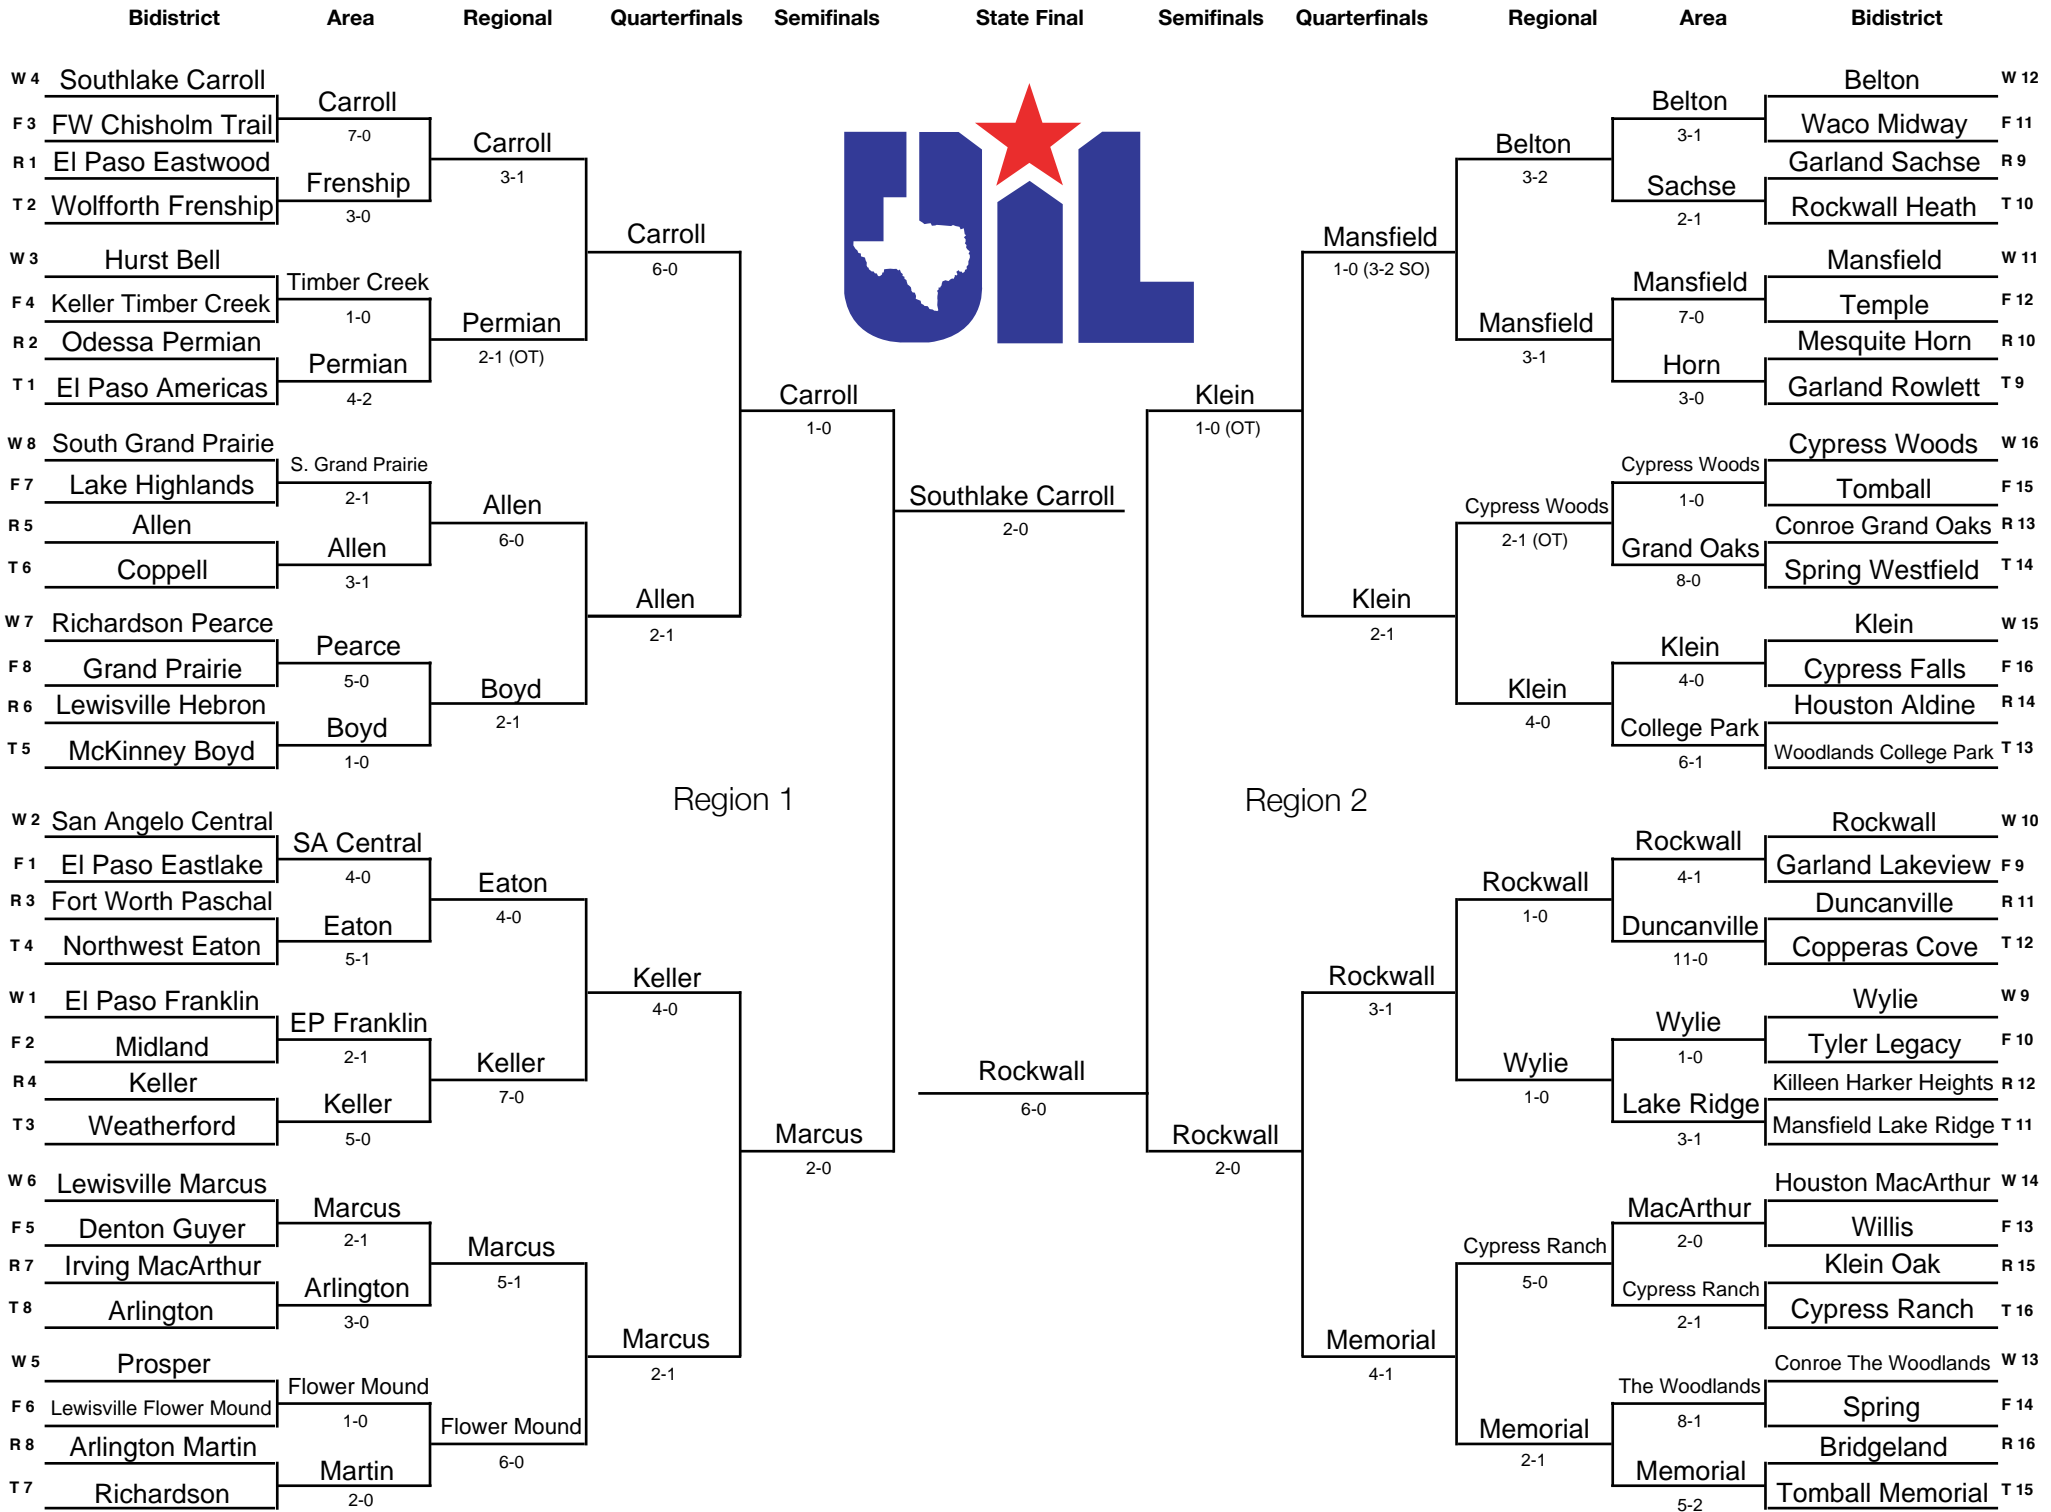 Bidistrict Area Regional Quarterfinals Semifinals State Final Semifinals Quarterfinals Regional Area Bidistrict
W 4 Southlake Carroll
Carroll
7-0
F 3 FW Chisholm Trail
Carroll
3-1
R 1 El Paso Eastwood
Frenship
3-0
T 2 Wolfforth Frenship
Carroll
6-0
W 3 Hurst Bell
Timber Creek
1-0
F 4 Keller Timber Creek
Permian
2-1 (OT)
R 2 Odessa Permian
Permian
4-2
T 1 El Paso Americas
Carroll
1-0
W 8 South Grand Prairie
S. Grand Prairie
2-1
F 7 Lake Highlands
Allen
6-0
R 5 Allen
Allen
3-1
T 6 Coppell
Allen
2-1
W 7 Richardson Pearce
Pearce
5-0
F 8 Grand Prairie
Boyd
2-1
R 6 Lewisville Hebron
Boyd
1-0
T 5 McKinney Boyd
Southlake Carroll
2-0
Region 1
W 2 San Angelo Central
SA Central
4-0
F 1 El Paso Eastlake
Eaton
4-0
R 3 Fort Worth Paschal
Eaton
5-1
T 4 Northwest Eaton
Keller
4-0
W 1 El Paso Franklin
EP Franklin
2-1
F 2 Midland
Keller
7-0
R 4 Keller
Keller
5-0
T 3 Weatherford
Marcus
2-0
W 6 Lewisville Marcus
Marcus
2-1
F 5 Denton Guyer
Marcus
5-1
R 7 Irving MacArthur
Arlington
3-0
T 8 Arlington
Marcus
2-1
W 5 Prosper
Flower Mound
1-0
F 6 Lewisville Flower Mound
Flower Mound
6-0
R 8 Arlington Martin
Martin
2-0
T 7 Richardson
UIL
Belton W 12
Belton
3-1
Waco Midway F 11
Belton
3-2
Garland Sachse R 9
Sachse
2-1
Rockwall Heath T 10
Mansfield
1-0 (3-2 SO)
Mansfield W 11
Mansfield
7-0
Temple F 12
Mansfield
3-1
Mesquite Horn R 10
Horn
3-0
Garland Rowlett T 9
Klein
1-0 (OT)
Cypress Woods W 16
Cypress Woods
1-0
Tomball F 15
Cypress Woods
2-1 (OT)
Conroe Grand Oaks R 13
Grand Oaks
8-0
Spring Westfield T 14
Klein
2-1
Klein W 15
Klein
4-0
Cypress Falls F 16
Klein
4-0
Houston Aldine R 14
College Park
6-1
Woodlands College Park T 13
Region 2
Rockwall
6-0
Rockwall W 10
Rockwall
4-1
Garland Lakeview F 9
Rockwall
1-0
Duncanville R 11
Duncanville
11-0
Copperas Cove T 12
Rockwall
3-1
Wylie W 9
Wylie
1-0
Tyler Legacy F 10
Wylie
1-0
Killeen Harker Heights R 12
Lake Ridge
3-1
Mansfield Lake Ridge T 11
Rockwall
2-0
Houston MacArthur W 14
MacArthur
2-0
Willis F 13
Cypress Ranch
5-0
Klein Oak R 15
Cypress Ranch
2-1
Cypress Ranch T 16
Memorial
4-1
Conroe The Woodlands W 13
The Woodlands
8-1
Spring F 14
Memorial
2-1
Bridgeland R 16
Memorial
5-2
Tomball Memorial T 15